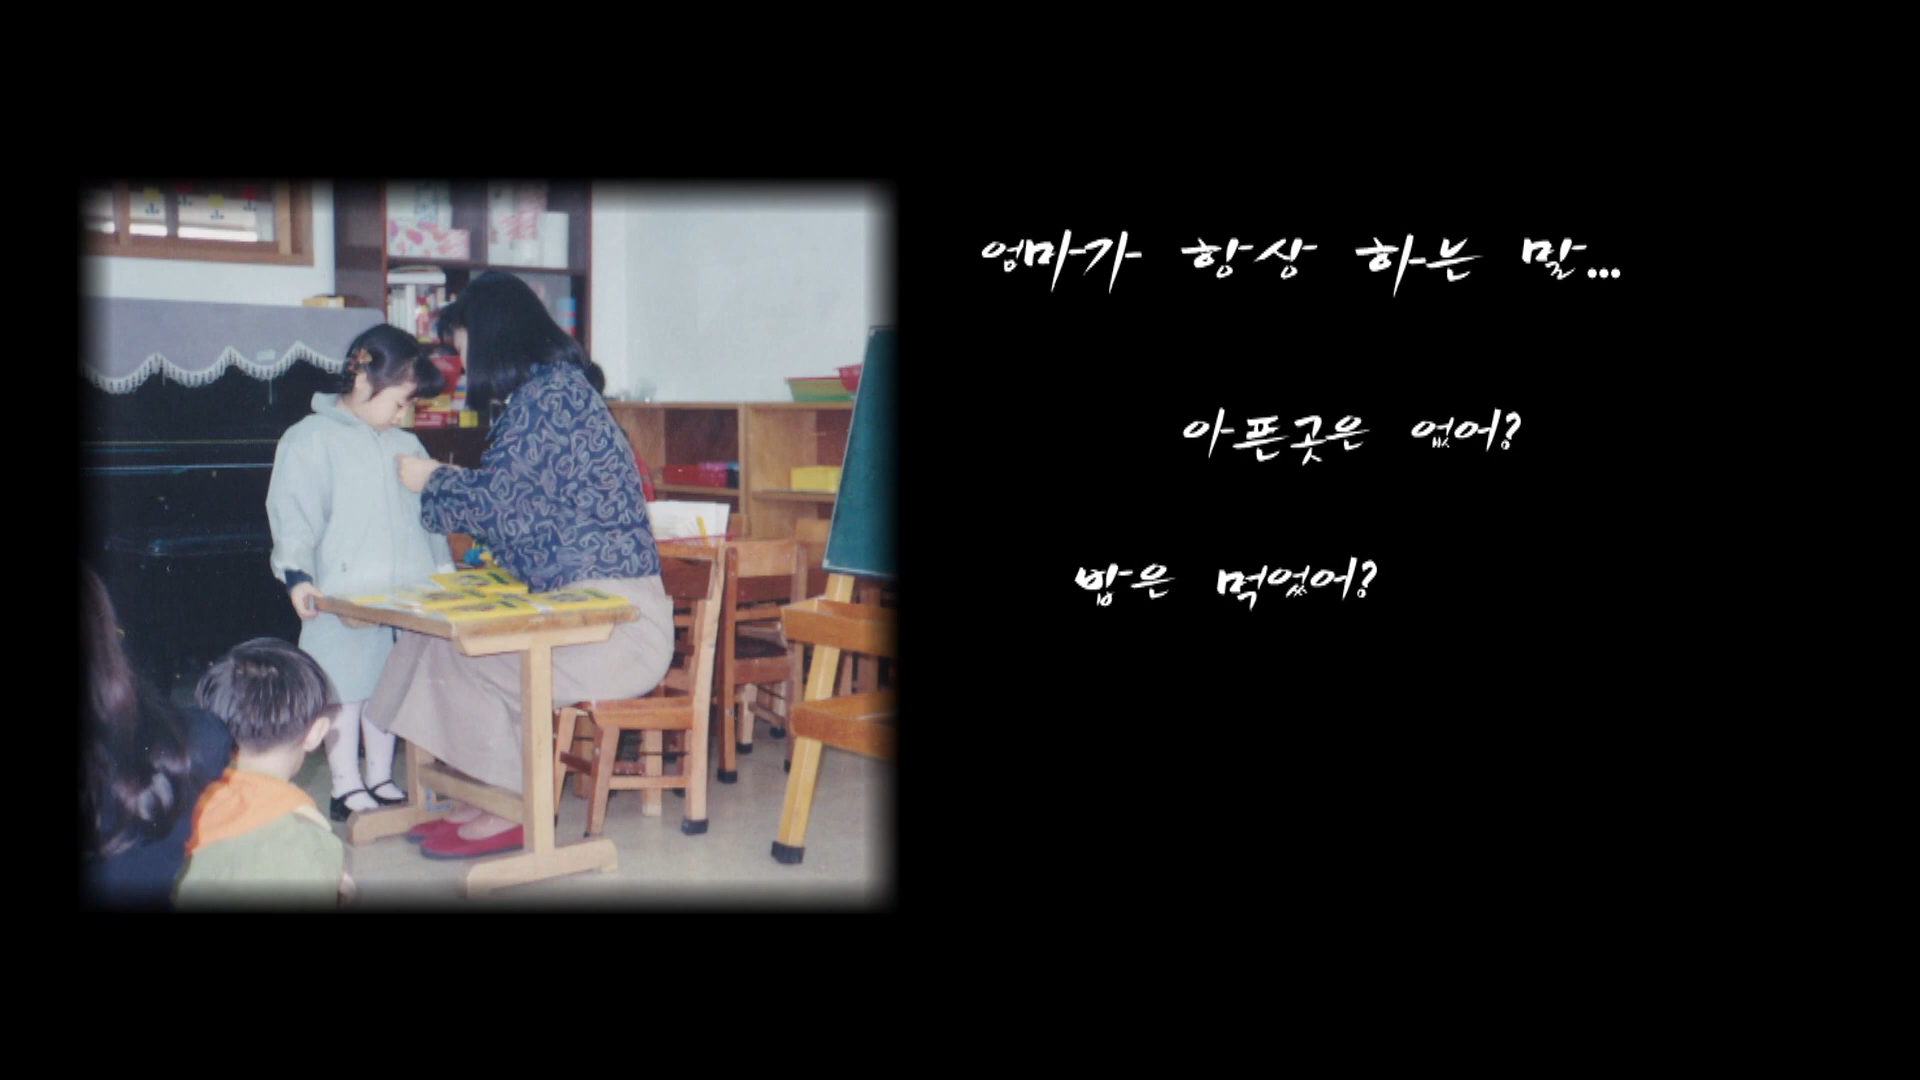 엄마가 항상 하는 말...
아픈곳은 없어?
밥은 먹었어?